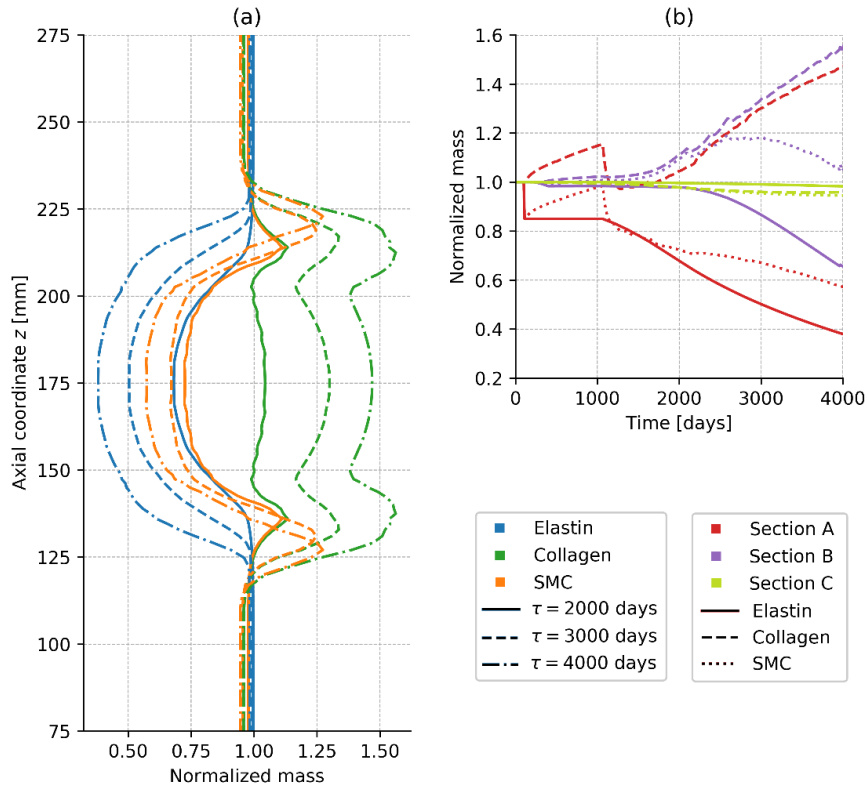 (a)
275
250
225
200
175
150
125
100
75
Axial coordinate z [mm]
0.50 0.75 1.00 1.25 1.50
Normalized mass
(b)
1.6
1.4
1.2
1.0
0.8
0.6
0.4
0.2
Normalized mass
0 1000 2000 3000 4000
Time [days]
Elastin
Collagen
SMC
τ = 2000 days
τ = 3000 days
τ = 4000 days
Section A
Section B
Section C
Elastin
Collagen
SMC